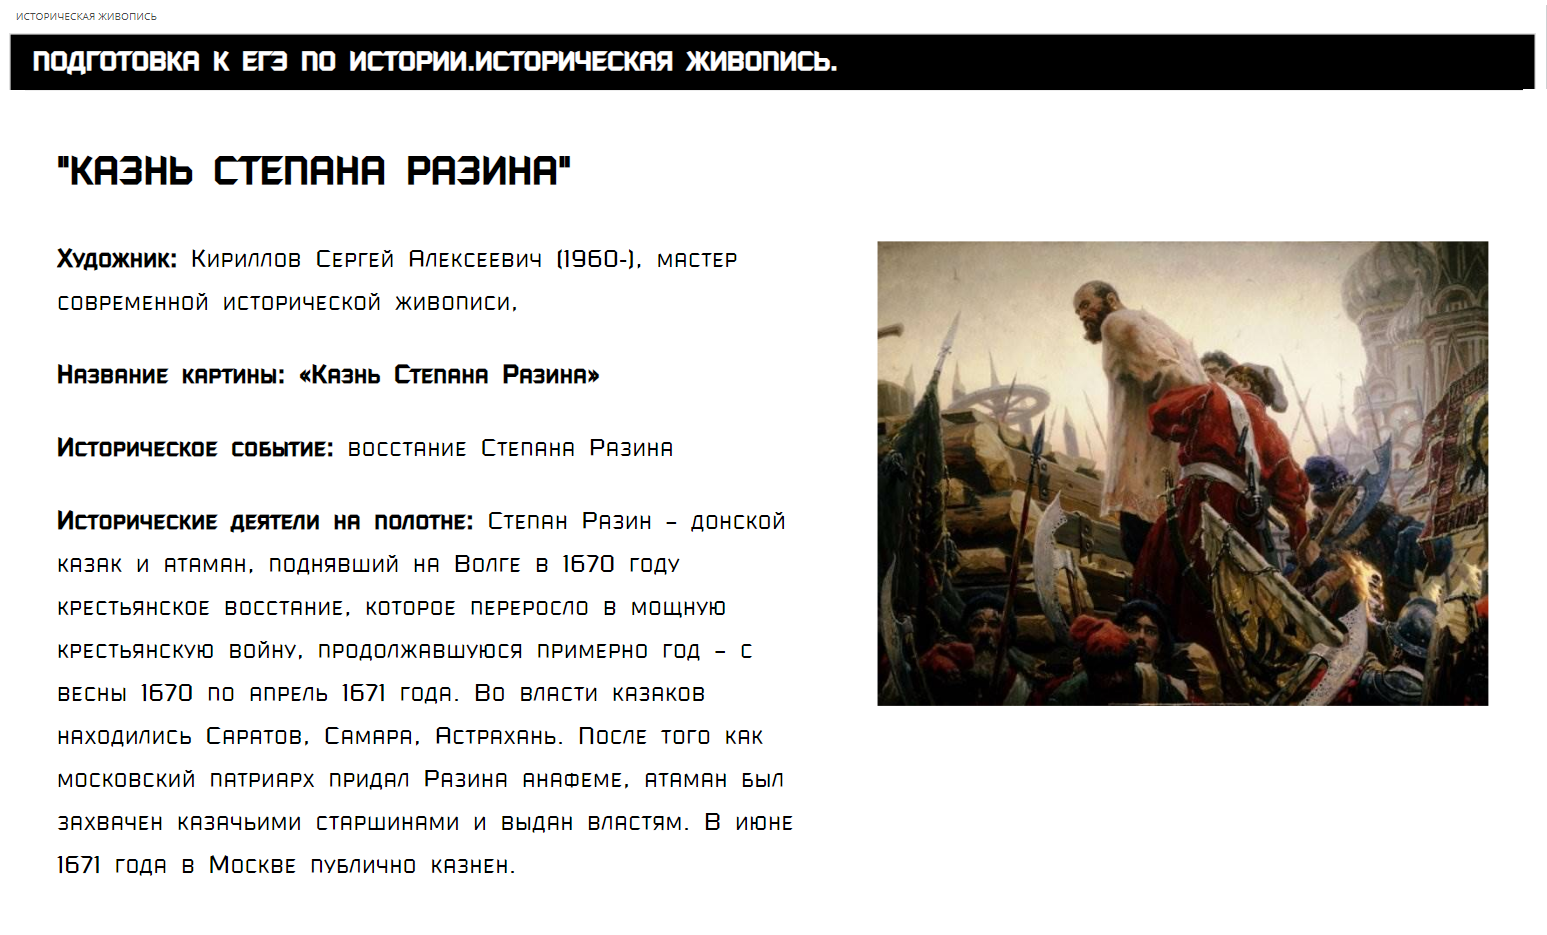 ИСТОРИЧЕСКАЯ ЖИВОПИСЬ
ПОДГОТОВКА К ЕГЭ ПО ИСТОРИИ.ИСТОРИЧЕСКАЯ ЖИВОПИСЬ.
"КАЗНЬ СТЕПАНА РАЗИНА"
Художник: Кириллов Сергей Алексеевич (1960-), мастер
современной исторической живописи,
Название картины: «Казнь Степана Разина»
Историческое событие: восстание Степана Разина
Исторические деятели на полотне: Степан Разин – донской
казак и атаман, поднявший на Волге в 1670 году
крестьянское восстание, которое переросло в мощную
крестьянскую войну, продолжавшуюся примерно год – с
весны 1670 по апрель 1671 года. Во власти казаков
находились Саратов, Самара, Астрахань. После того как
московский патриарх придал Разина анафеме, атаман был
захвачен казачьими старшинами и выдан властям. В июне
1671 года в Москве публично казнен.